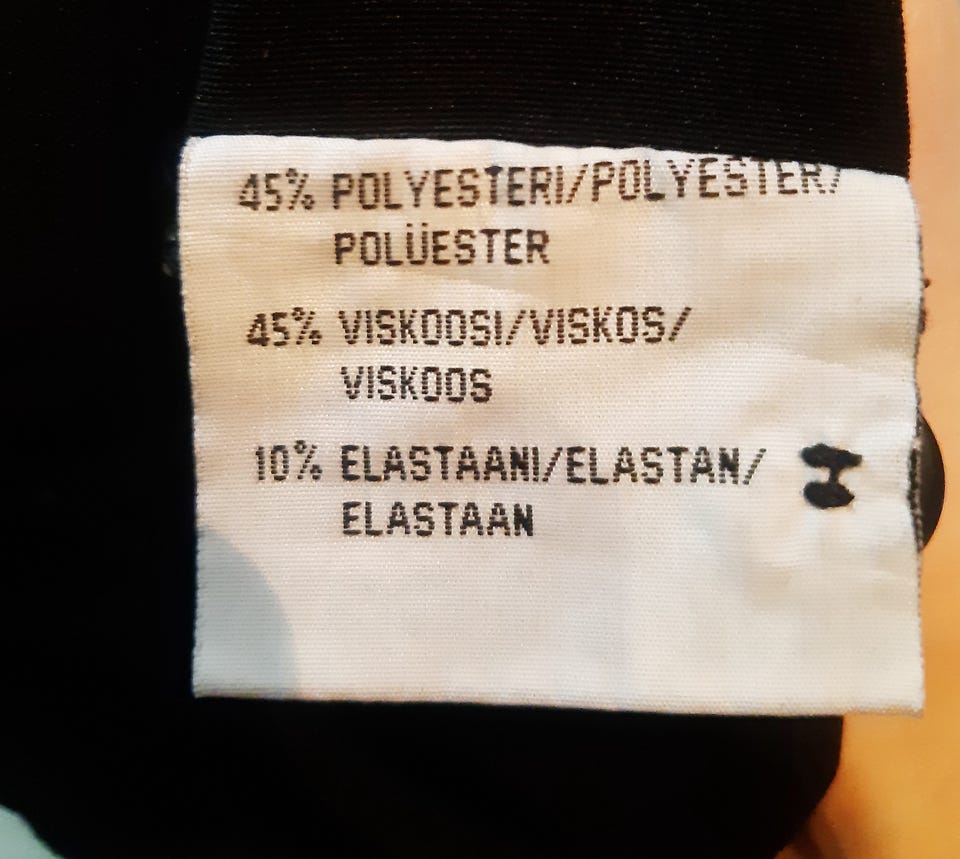 45% POLYESTERI/POLYESTER/
POLÜESTER
45% VISKOOSI/VISKOS/
VISKOOS
10% ELASTAANI/ELASTAN/
ELASTAAN